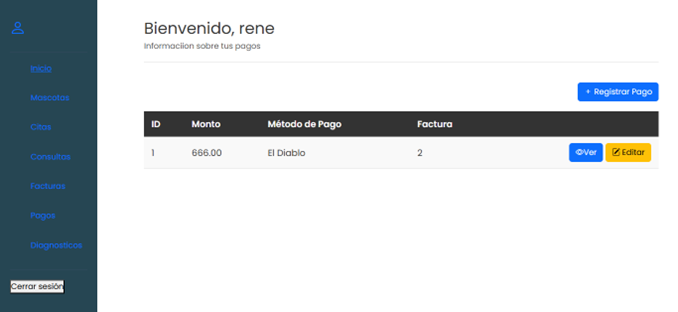 Bienvenido, rene
Informaciíon sobre tus pagos
Inicio
Mascotas
Citas
Consultas
Facturas
Pagos
Diagnosticos
Cerrar sesión
+ Registrar Pago
ID Monto Método de Pago Factura
1 666.00 El Diablo 2 Ver Editar